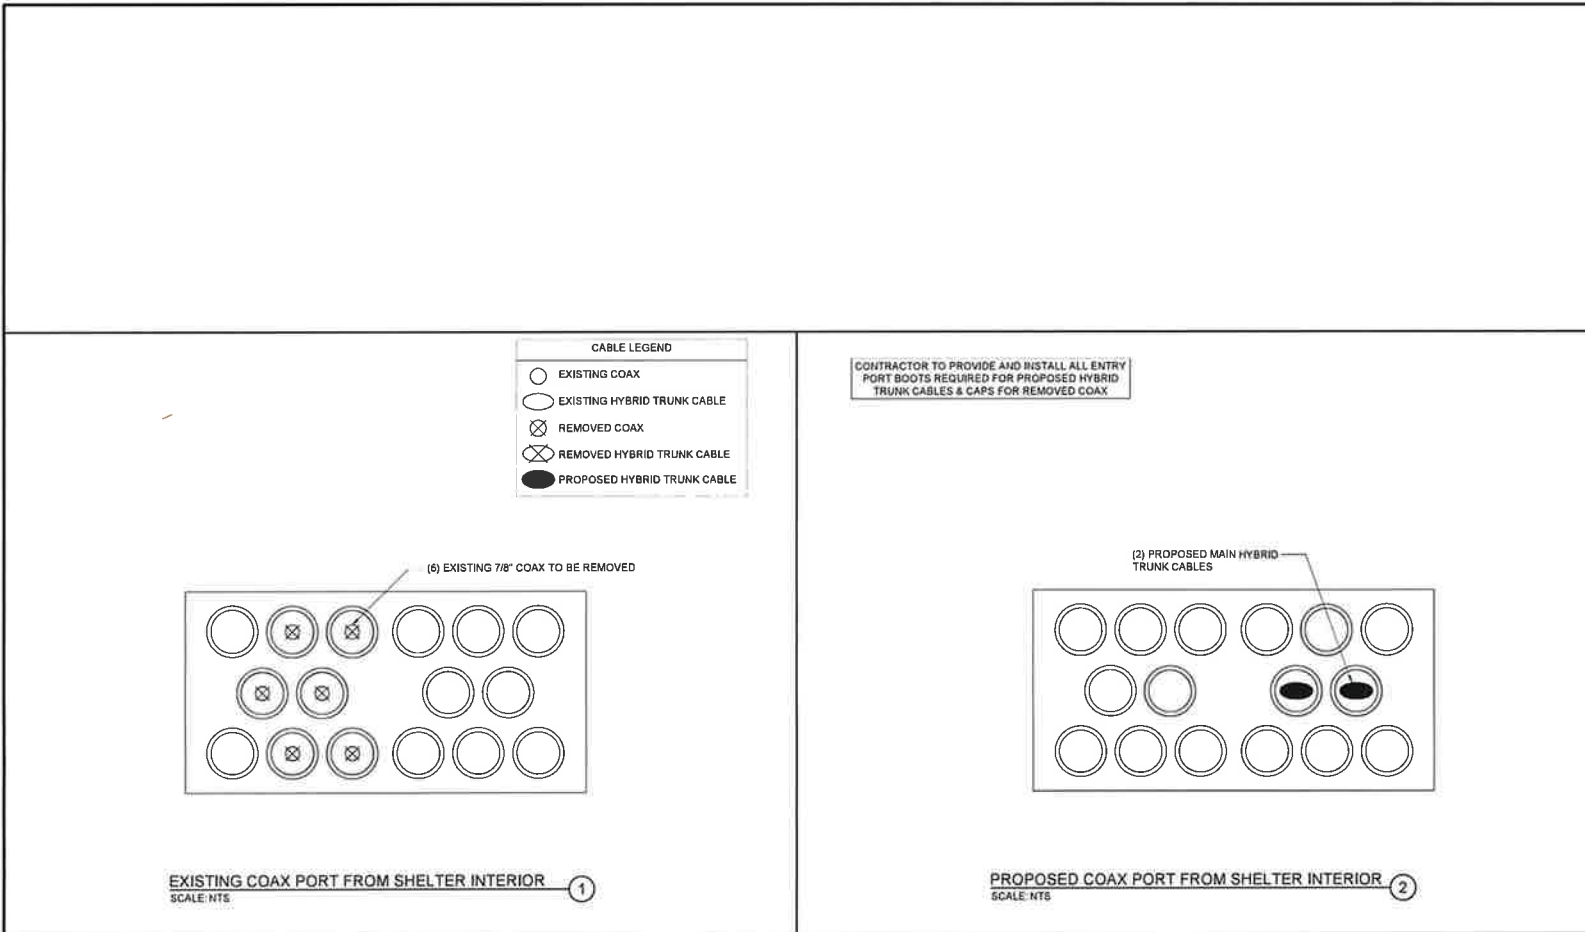 CABLE LEGEND
EXISTING COAX
EXISTING HYBRID TRUNK CABLE
REMOVED COAX
REMOVED HYBRID TRUNK CABLE
PROPOSED HYBRID TRUNK CABLE
(6) EXISTING 7/8" COAX TO BE REMOVED
EXISTING COAX PORT FROM SHELTER INTERIOR
1
SCALE: NTS
CONTRACTOR TO PROVIDE AND INSTALL ALL ENTRY
PORT BOOTS REQUIRED FOR PROPOSED HYBRID
TRUNK CABLES & CAPS FOR REMOVED COAX
(2) PROPOSED MAIN HYBRID
TRUNK CABLES
PROPOSED COAX PORT FROM SHELTER INTERIOR
2
SCALE: NTS